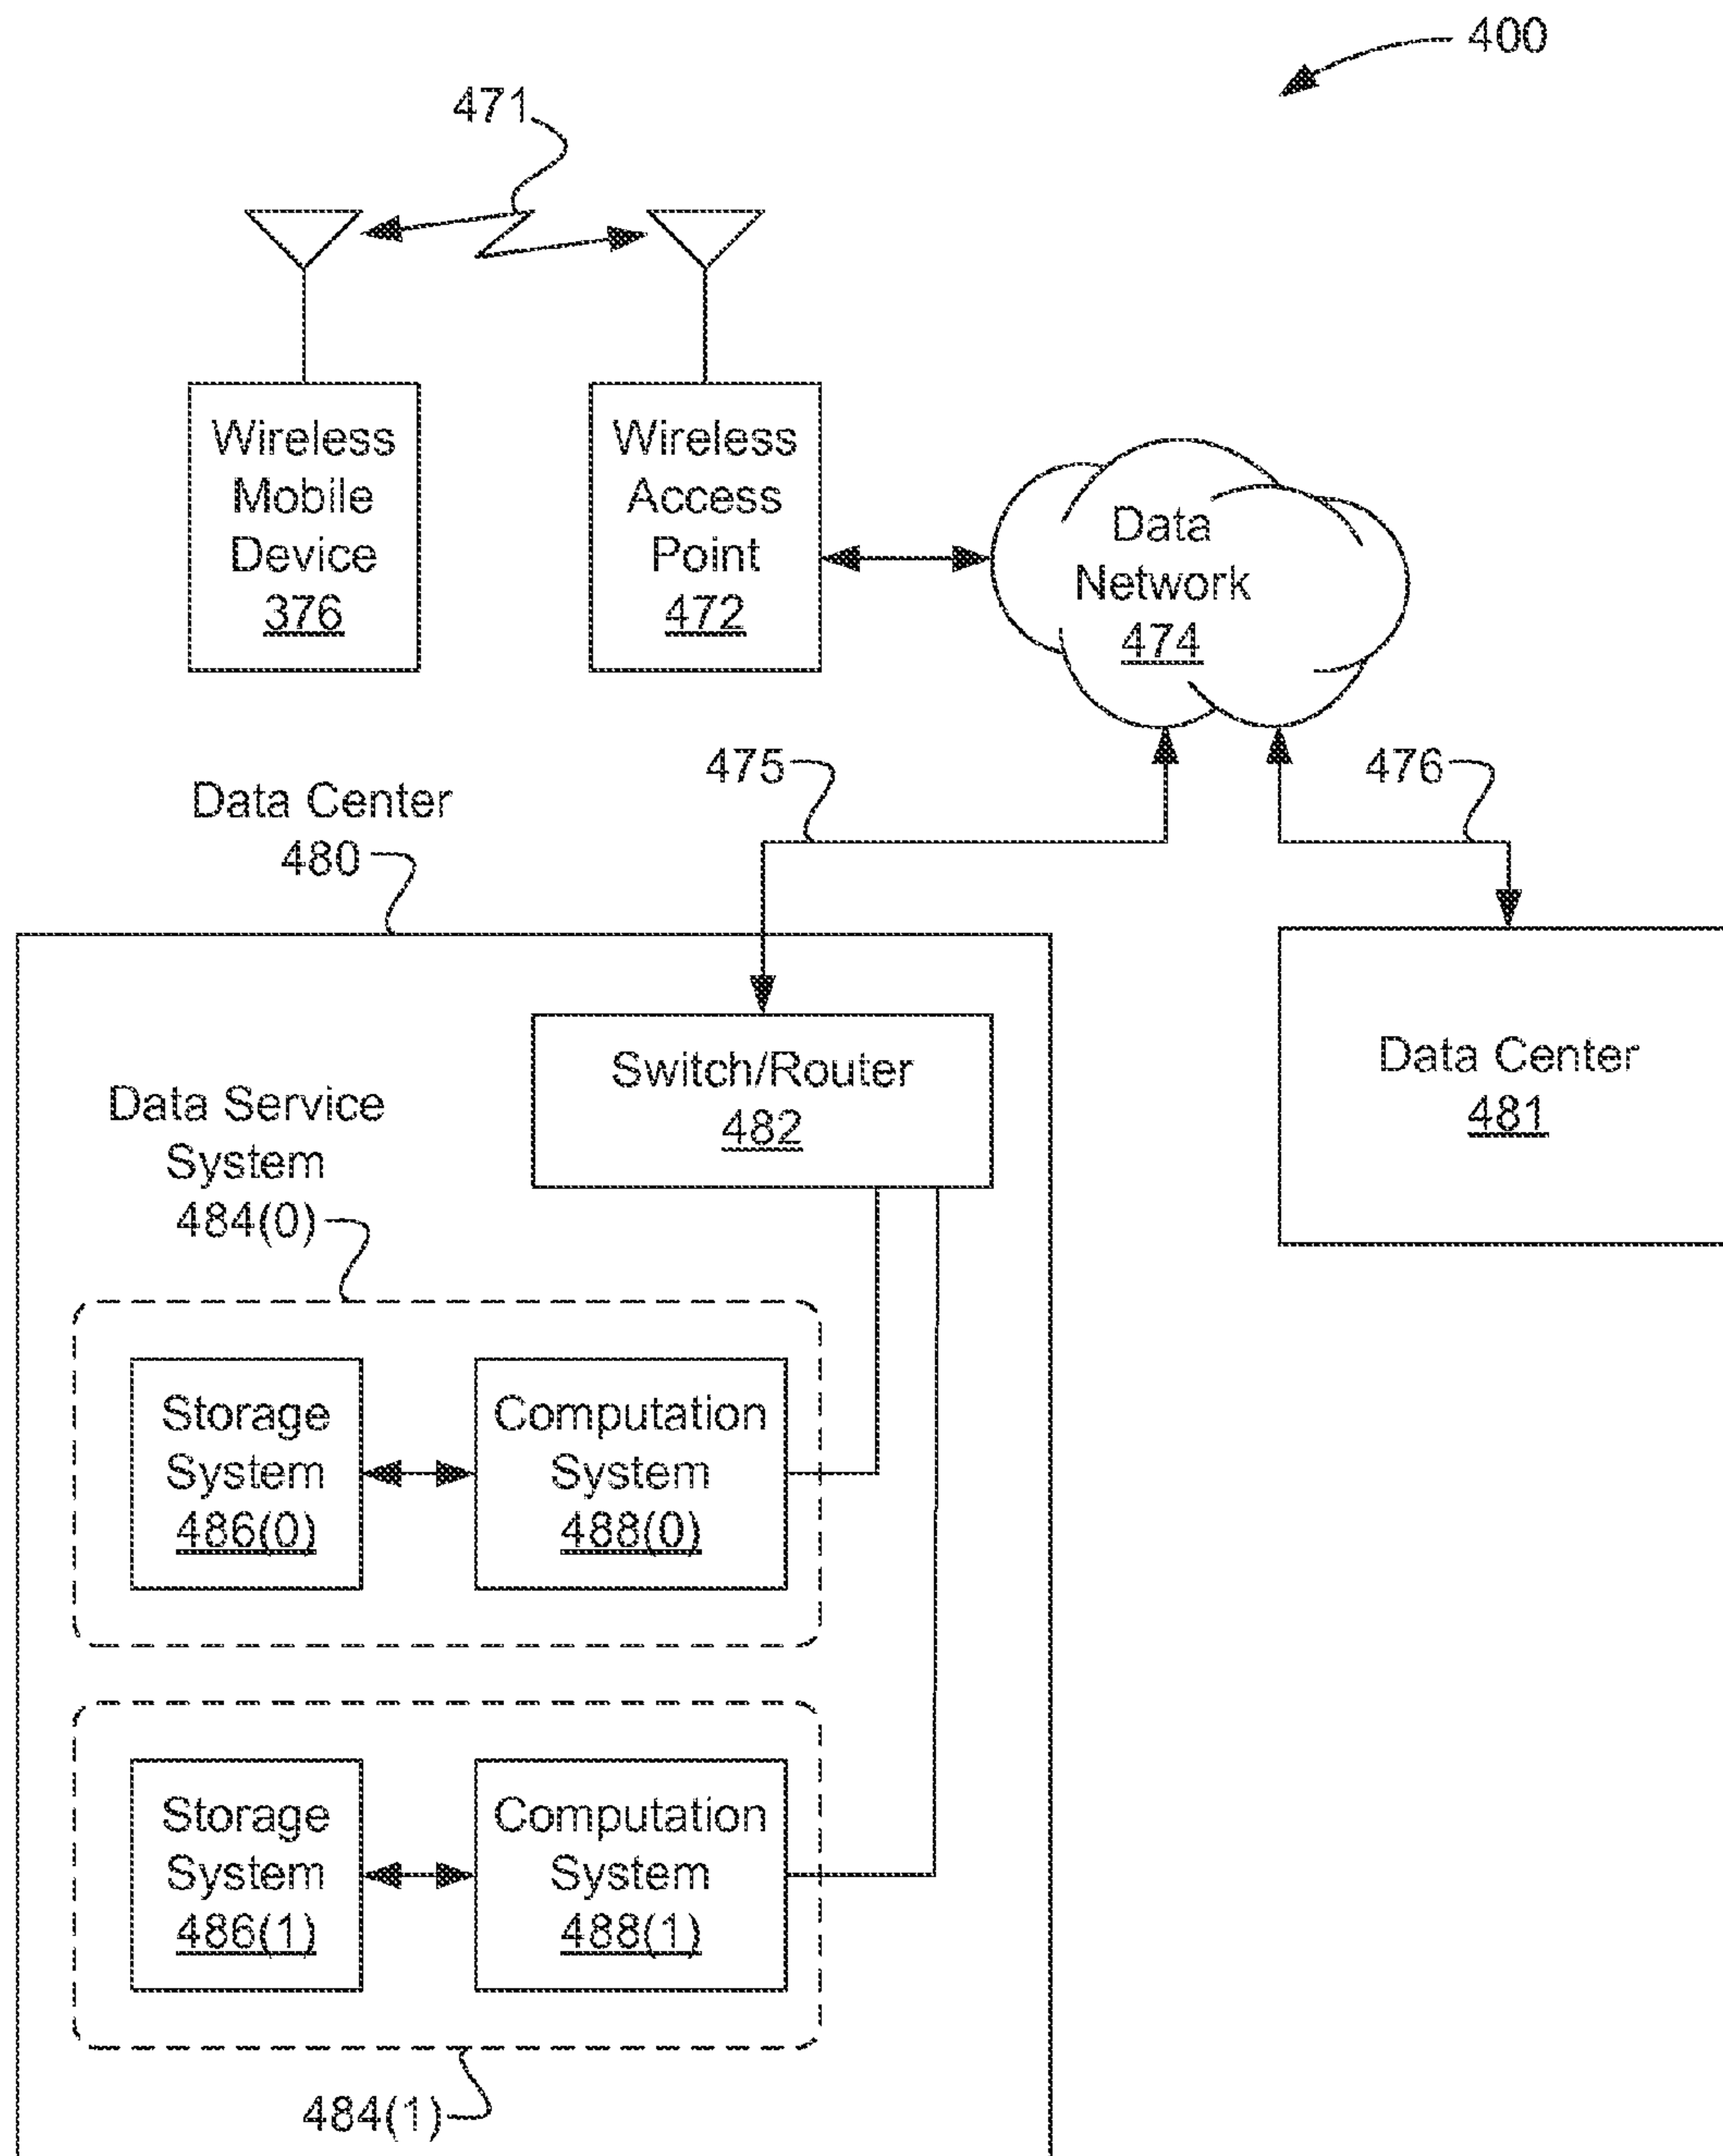 400
471
Wireless
Mobile
Device
376
Wireless
Access
Point
472
Data
Network
474
475
476
Data Center
480
Switch/Router
482
Data Center
481
Data Service
System
484(0)
Storage
System
486(0)
Computation
System
488(0)
Storage
System
486(1)
Computation
System
488(1)
484(1)